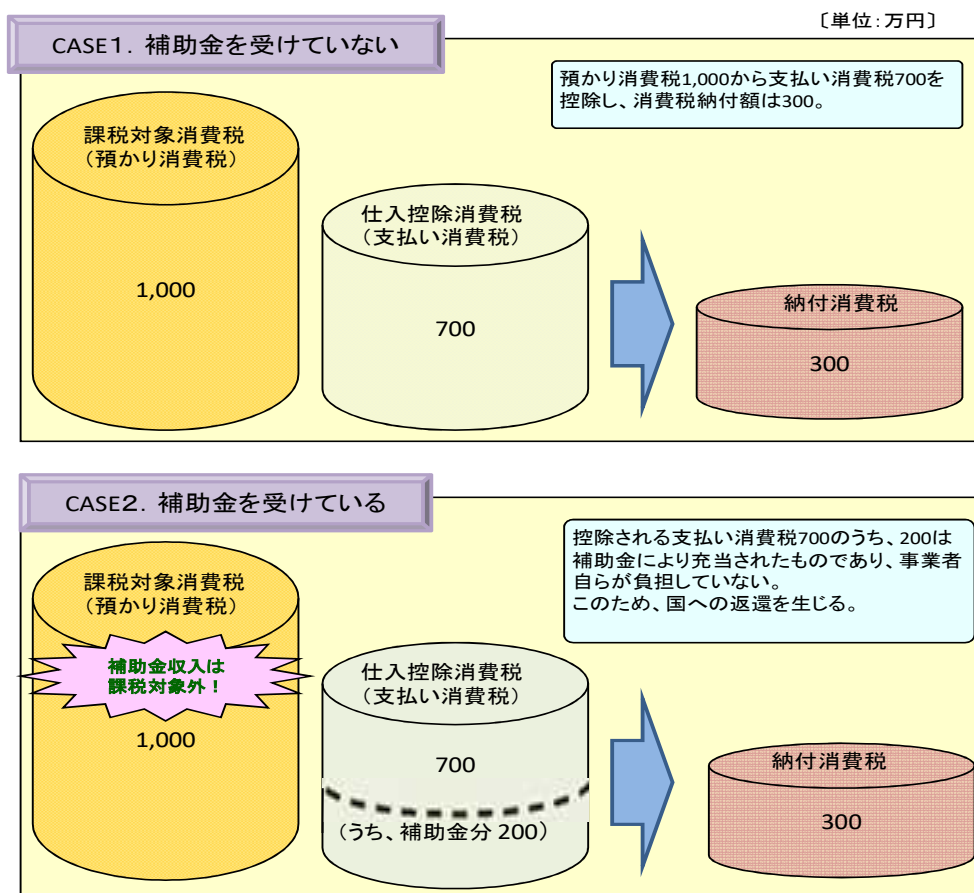 〔単位：万円〕
CASE1．補助金を受けていない
預かり消費税1,000から支払い消費税700を
控除し、消費税納付額は300。
課税対象消費税
（預かり消費税）
1,000
仕入控除消費税
（支払い消費税）
700
納付消費税
300
CASE２．補助金を受けている
控除される支払い消費税700のうち、200は
補助金により充当されたものであり、事業者
自らが負担していない。
このため、国への返還を生じる。
課税対象消費税
（預かり消費税）
補助金収入は
課税対象外！
1,000
仕入控除消費税
（支払い消費税）
700
（うち、補助金分 200）
納付消費税
300